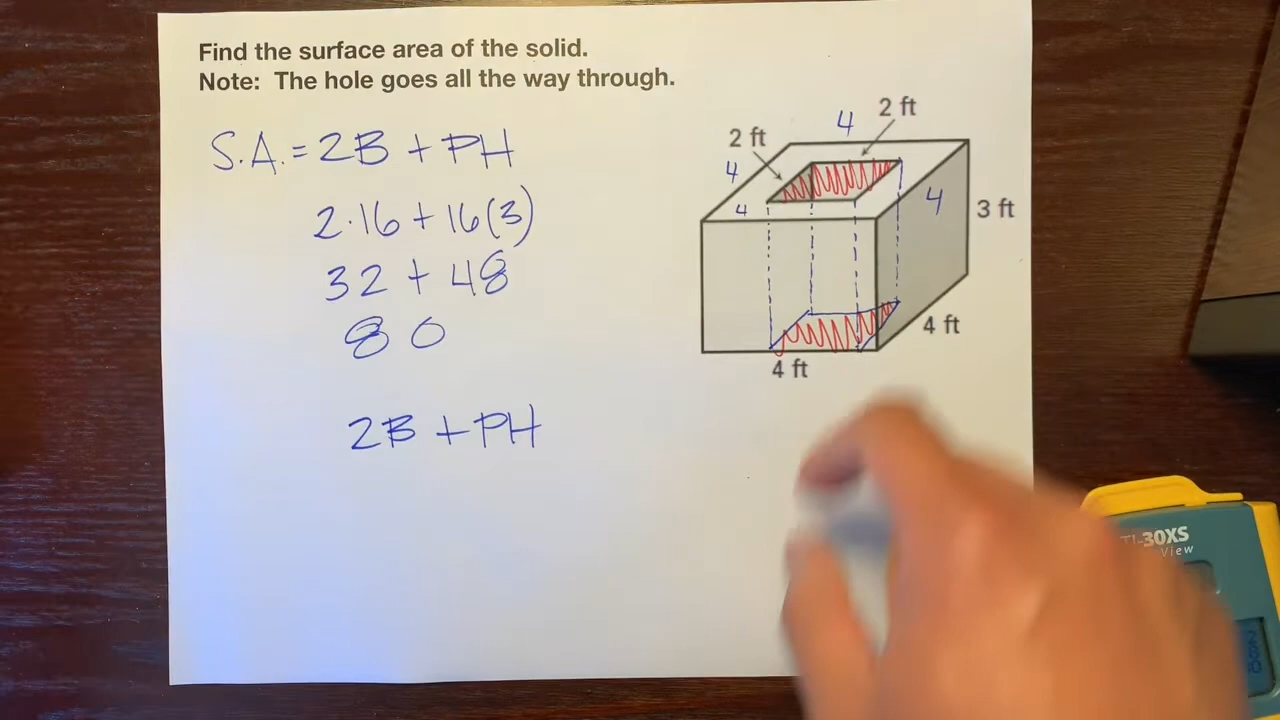 Find the surface area of the solid.
Note: The hole goes all the way through.
S.A. = 2B + PH
2·16 + 16(3)
32 + 48
80
2B + PH
4
2 ft
2 ft
4
4
4
3 ft
4 ft
4 ft
TI-30XS
View